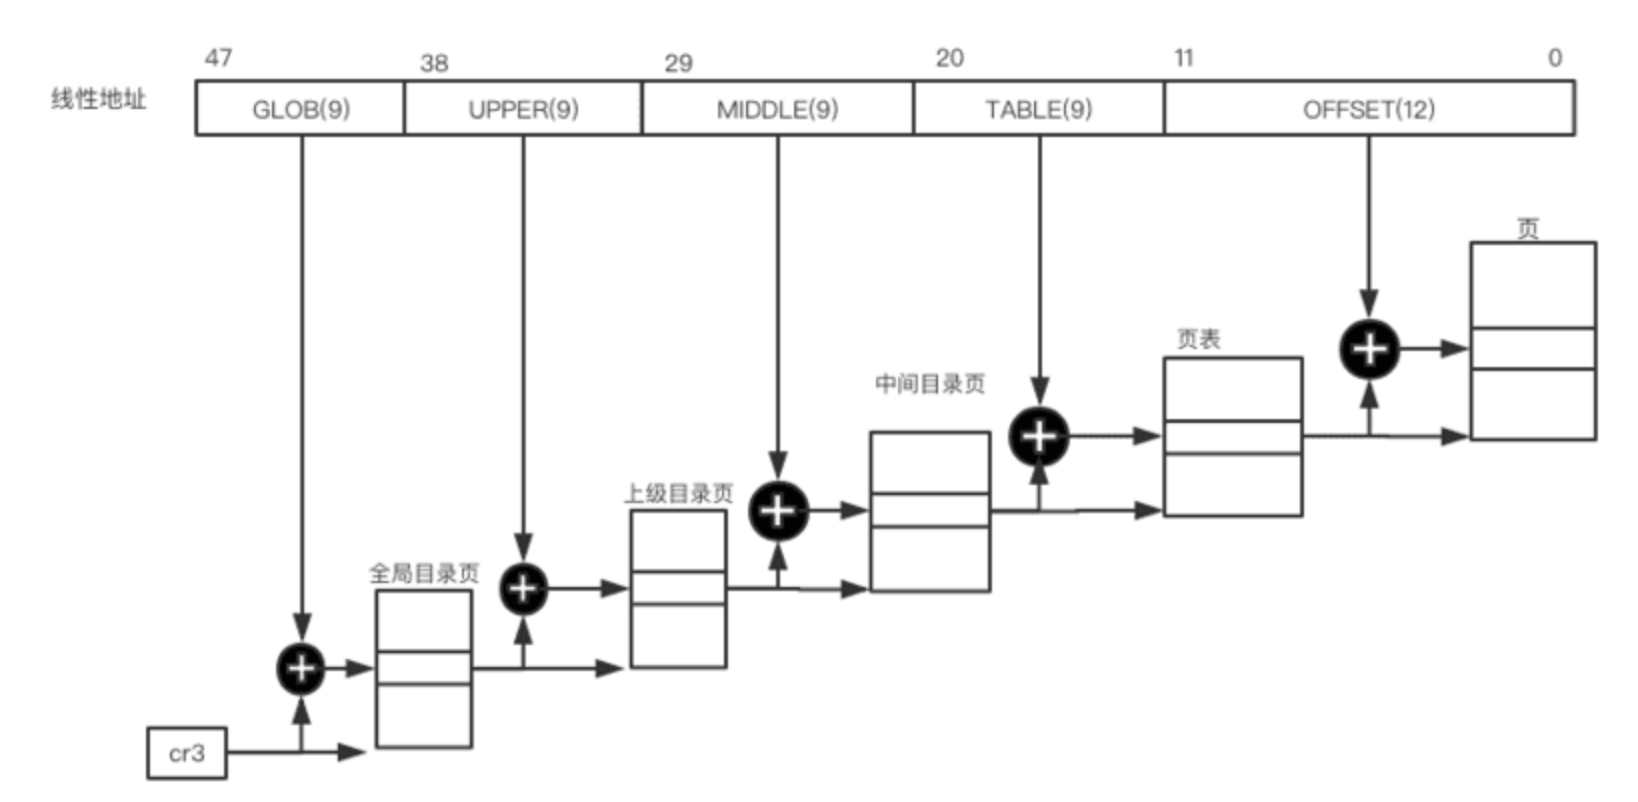 47 38 29 20 11 0
线性地址 GLOB(9) UPPER(9) MIDDLE(9) TABLE(9) OFFSET(12)
页
页表
中间目录页
上级目录页
全局目录页
cr3